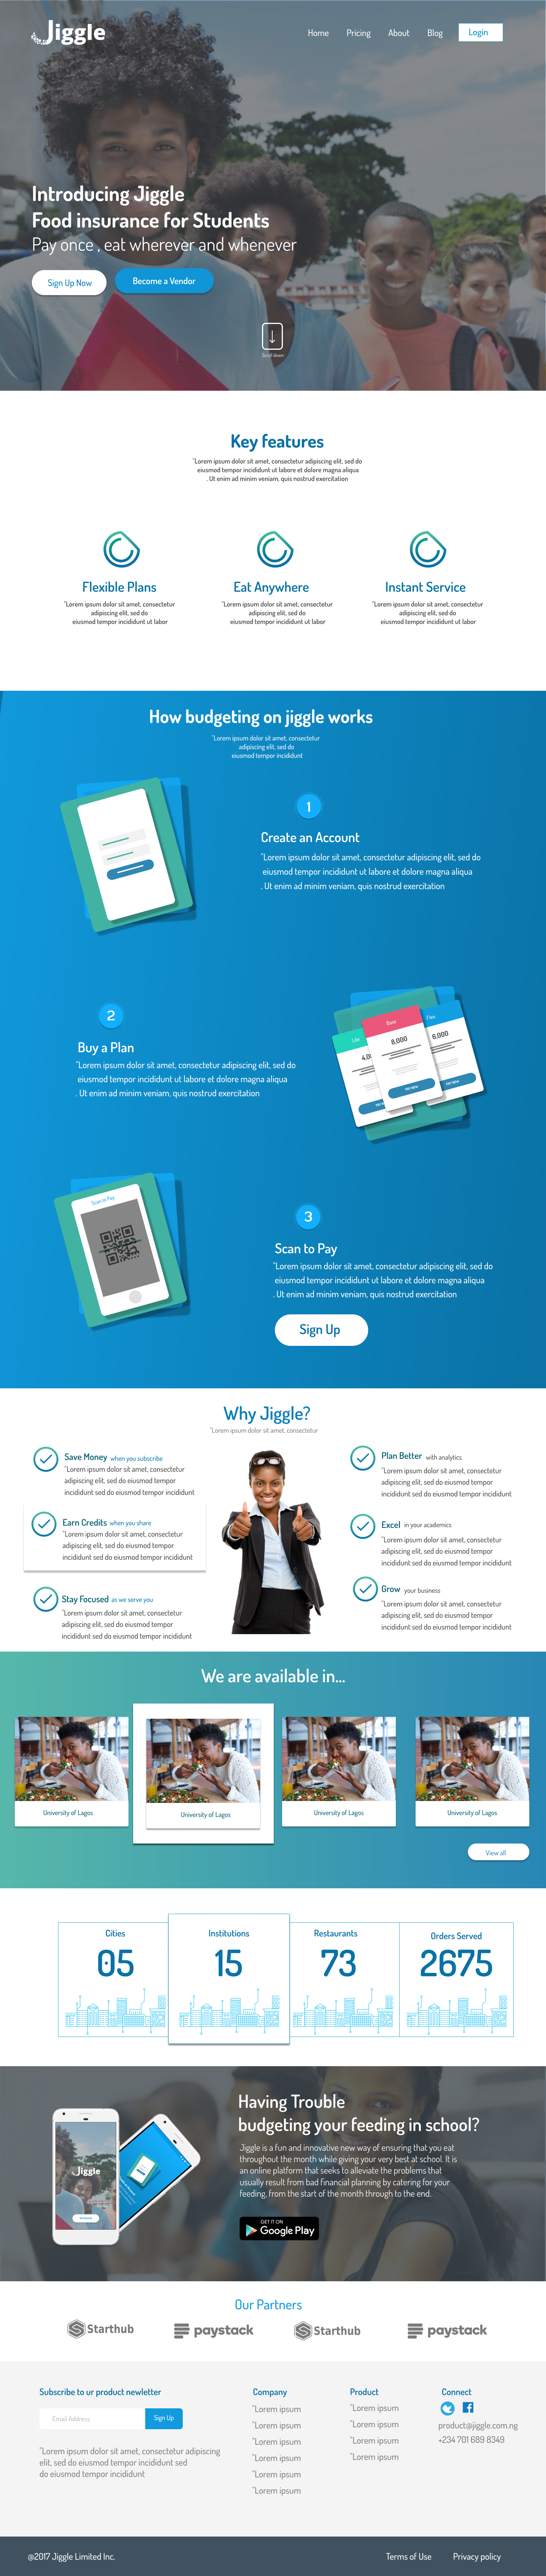 Jiggle
Home Pricing About Blog Login
Introducing Jiggle
Food insurance for Students
Pay once , eat wherever and whenever
Sign Up Now
Become a Vendor
Scroll down
Key features
"Lorem ipsum dolor sit amet, consectetur adipiscing elit, sed do
eiusmod tempor incididunt ut labore et dolore magna aliqua
. Ut enim ad minim veniam, quis nostrud exercitation
Flexible Plans
"Lorem ipsum dolor sit amet, consectetur
adipiscing elit, sed do
eiusmod tempor incididunt ut labor
Eat Anywhere
"Lorem ipsum dolor sit amet, consectetur
adipiscing elit, sed do
eiusmod tempor incididunt ut labor
Instant Service
"Lorem ipsum dolor sit amet, consectetur
adipiscing elit, sed do
eiusmod tempor incididunt ut labor
How budgeting on jiggle works
"Lorem ipsum dolor sit amet, consectetur
adipiscing elit, sed do
eiusmod tempor incididunt
1
Create an Account
"Lorem ipsum dolor sit amet, consectetur adipiscing elit, sed do
eiusmod tempor incididunt ut labore et dolore magna aliqua
. Ut enim ad minim veniam, quis nostrud exercitation
2
Buy a Plan
"Lorem ipsum dolor sit amet, consectetur adipiscing elit, sed do
eiusmod tempor incididunt ut labore et dolore magna aliqua
. Ut enim ad minim veniam, quis nostrud exercitation
Lite
4,0
Base
8,000
Flex
6,000
PAY NOW
PAY NOW
Scan to Pay
3
Scan to Pay
"Lorem ipsum dolor sit amet, consectetur adipiscing elit, sed do
eiusmod tempor incididunt ut labore et dolore magna aliqua
. Ut enim ad minim veniam, quis nostrud exercitation
Sign Up
Why Jiggle?
"Lorem ipsum dolor sit amet, consectetur
Save Money when you subscribe
"Lorem ipsum dolor sit amet, consectetur
adipiscing elit, sed do eiusmod tempor
incididunt sed do eiusmod tempor incididunt
Earn Credits when you share
"Lorem ipsum dolor sit amet, consectetur
adipiscing elit, sed do eiusmod tempor
incididunt sed do eiusmod tempor incididunt
Stay Focused as we serve you
"Lorem ipsum dolor sit amet, consectetur
adipiscing elit, sed do eiusmod tempor
incididunt sed do eiusmod tempor incididunt
Plan Better with analytics
"Lorem ipsum dolor sit amet, consectetur
adipiscing elit, sed do eiusmod tempor
incididunt sed do eiusmod tempor incididunt
Excel in your academics
"Lorem ipsum dolor sit amet, consectetur
adipiscing elit, sed do eiusmod tempor
incididunt sed do eiusmod tempor incididunt
Grow your business
"Lorem ipsum dolor sit amet, consectetur
adipiscing elit, sed do eiusmod tempor
incididunt sed do eiusmod tempor incididunt
We are available in...
University of Lagos
University of Lagos
University of Lagos
University of Lagos
View all
Cities
05
Institutions
15
Restaurants
73
Orders Served
2675
Jiggle
Having Trouble
budgeting your feeding in school?
Jiggle is a fun and innovative new way of ensuring that you eat
throughout the month while giving your very best at school. It is
an online platform that seeks to alleviate the problems that
usually result from bad financial planning by catering for your
feeding, from the start of the month through to the end.
GET IT ON
Google Play
Our Partners
Starthub paystack Starthub paystack
Subscribe to ur product newletter
Email Address
Sign Up
"Lorem ipsum dolor sit amet, consectetur adipiscing
elit, sed do eiusmod tempor incididunt sed
do eiusmod tempor incididunt
Company
"Lorem ipsum
"Lorem ipsum
"Lorem ipsum
"Lorem ipsum
"Lorem ipsum
"Lorem ipsum
Product
"Lorem ipsum
"Lorem ipsum
"Lorem ipsum
"Lorem ipsum
Connect
product@jiggle.com.ng
+234 701 689 8349
@2017 Jiggle Limited Inc.
Terms of Use
Privacy policy